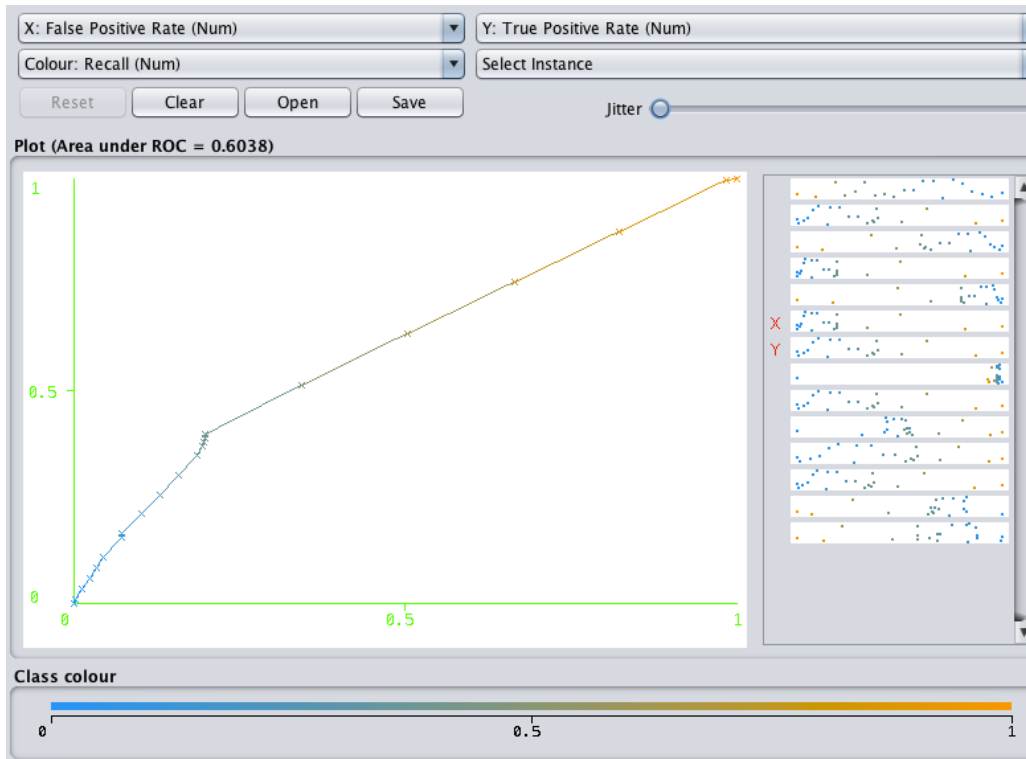 X: False Positive Rate (Num) Y: True Positive Rate (Num)
Colour: Recall (Num) Select Instance
Reset Clear Open Save Jitter
Plot (Area under ROC = 0.6038)
1
0.5
0
0 0.5 1
X
Y
Class colour
0 0.5 1